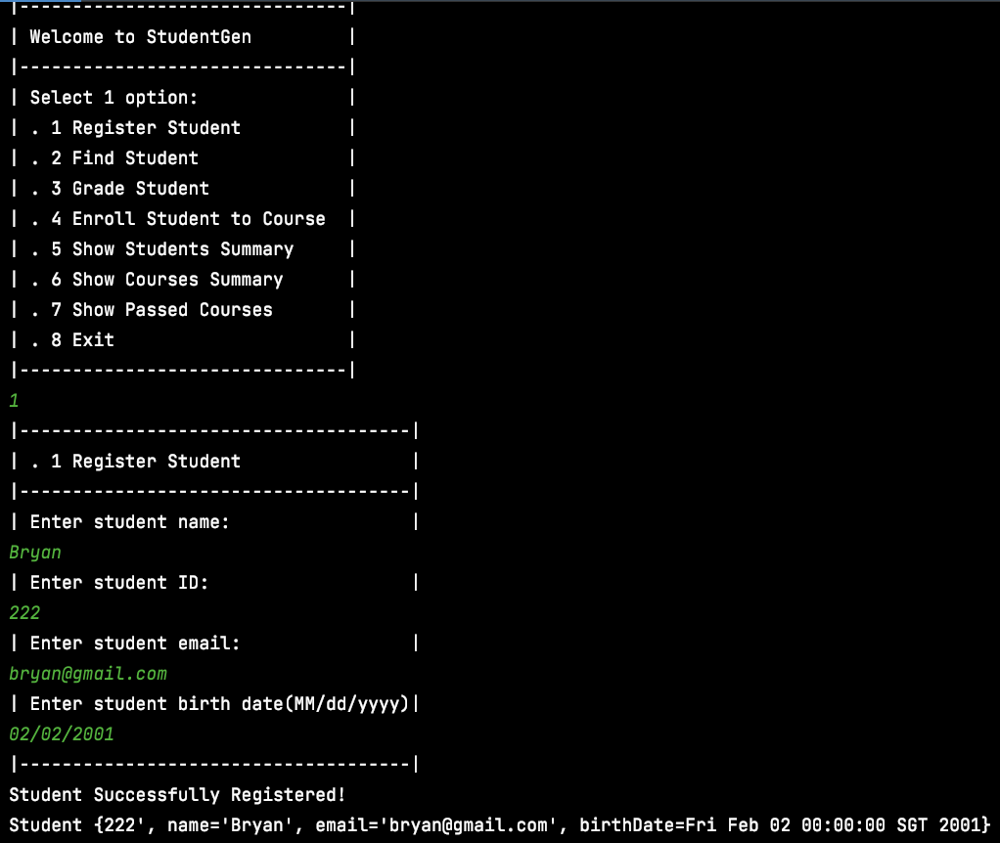 |-------------------------------|
| Welcome to StudentGen         |
|-------------------------------|
| Select 1 option:              |
| . 1 Register Student          |
| . 2 Find Student              |
| . 3 Grade Student             |
| . 4 Enroll Student to Course  |
| . 5 Show Students Summary     |
| . 6 Show Courses Summary      |
| . 7 Show Passed Courses       |
| . 8 Exit                      |
|-------------------------------|
1
|-------------------------------------|
| . 1 Register Student                |
|-------------------------------------|
| Enter student name:                 |
Bryan
| Enter student ID:                   |
222
| Enter student email:                |
bryan@gmail.com
| Enter student birth date(MM/dd/yyyy)|
02/02/2001
|-------------------------------------|
Student Successfully Registered!
Student {222', name='Bryan', email='bryan@gmail.com', birthDate=Fri Feb 02 00:00:00 SGT 2001}